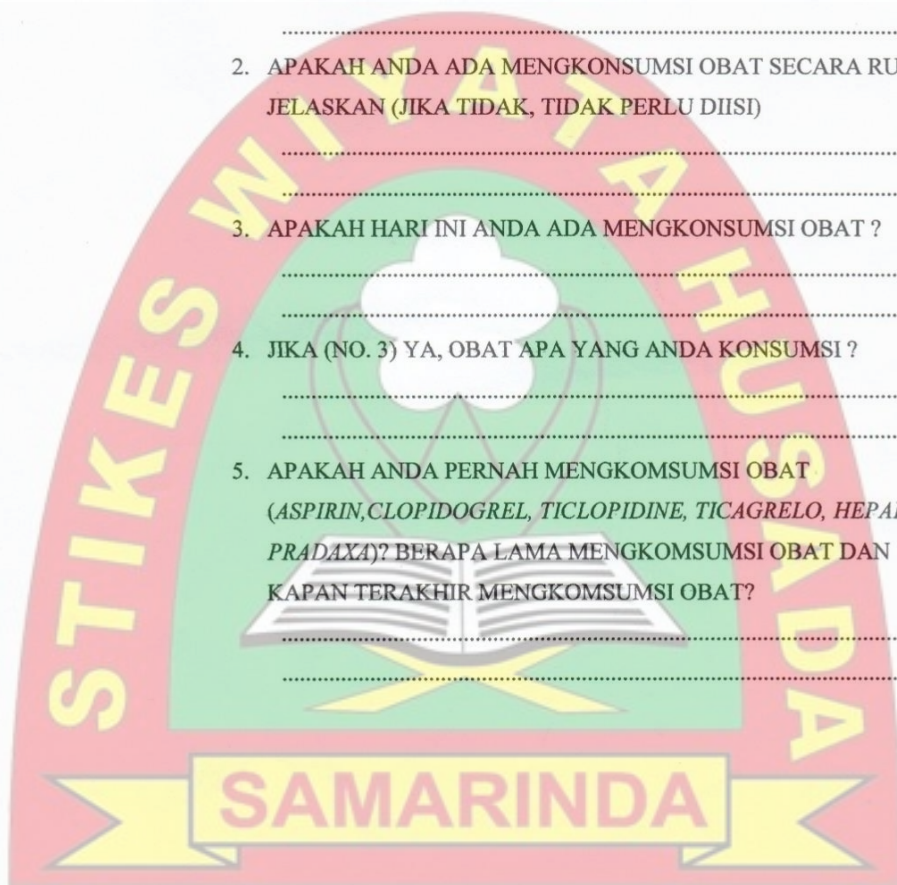 2. APAKAH ANDA ADA MENGKONSUMSI OBAT SECARA RU
JELASKAN (JIKA TIDAK, TIDAK PERLU DIISI)
3. APAKAH HARI INI ANDA ADA MENGKONSUMSI OBAT ?
4. JIKA (NO. 3) YA, OBAT APA YANG ANDA KONSUMSI ?
5. APAKAH ANDA PERNAH MENGKOMSUMSI OBAT
(ASPIRIN,CLOPIDOGREL, TICLOPIDINE, TICAGRELO, HEPA
PRADAXA)? BERAPA LAMA MENGKOMSUMSI OBAT DAN
KAPAN TERAKHIR MENGKOMSUMSI OBAT?
STIKES WIYATA HUSADA
SAMARINDA